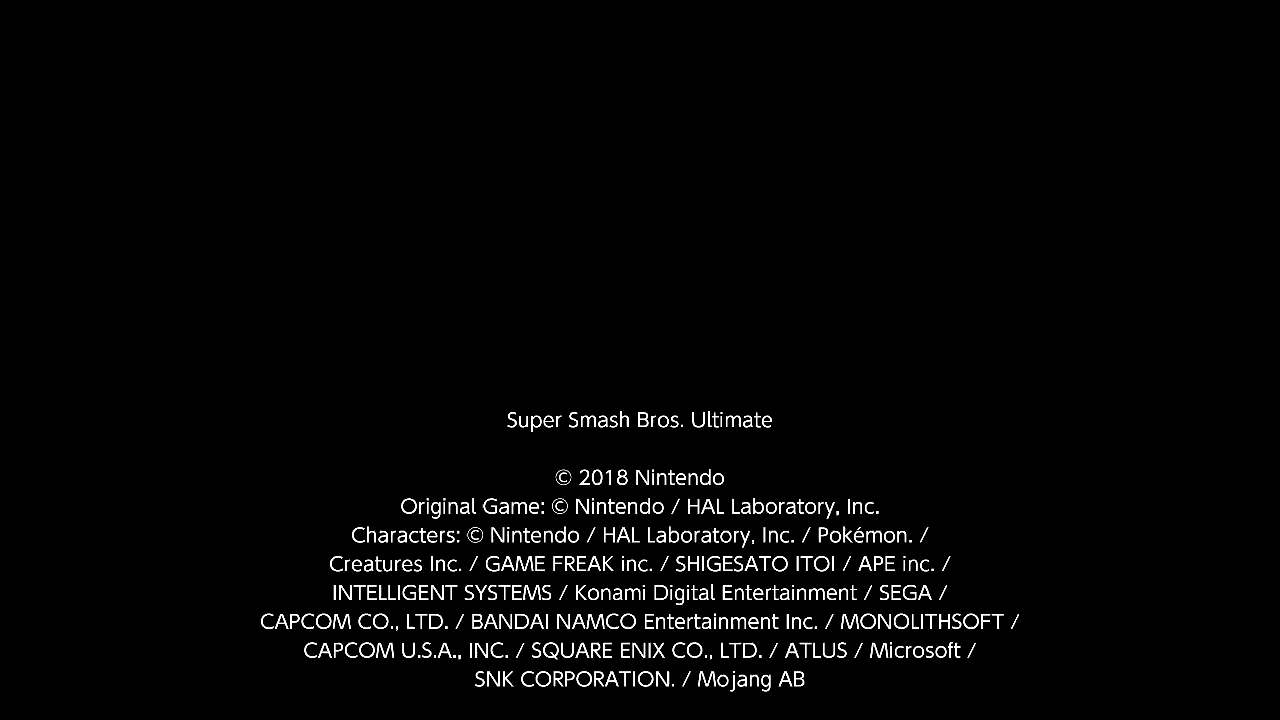 Super Smash Bros. Ultimate
© 2018 Nintendo
Original Game: © Nintendo / HAL Laboratory, Inc.
Characters: © Nintendo / HAL Laboratory, Inc. / Pokémon. /
Creatures Inc. / GAME FREAK inc. / SHIGESATO ITOI / APE inc. /
INTELLIGENT SYSTEMS / Konami Digital Entertainment / SEGA /
CAPCOM CO., LTD. / BANDAI NAMCO Entertainment Inc. / MONOLITHSOFT /
CAPCOM U.S.A., INC. / SQUARE ENIX CO., LTD. / ATLUS / Microsoft /
SNK CORPORATION. / Mojang AB